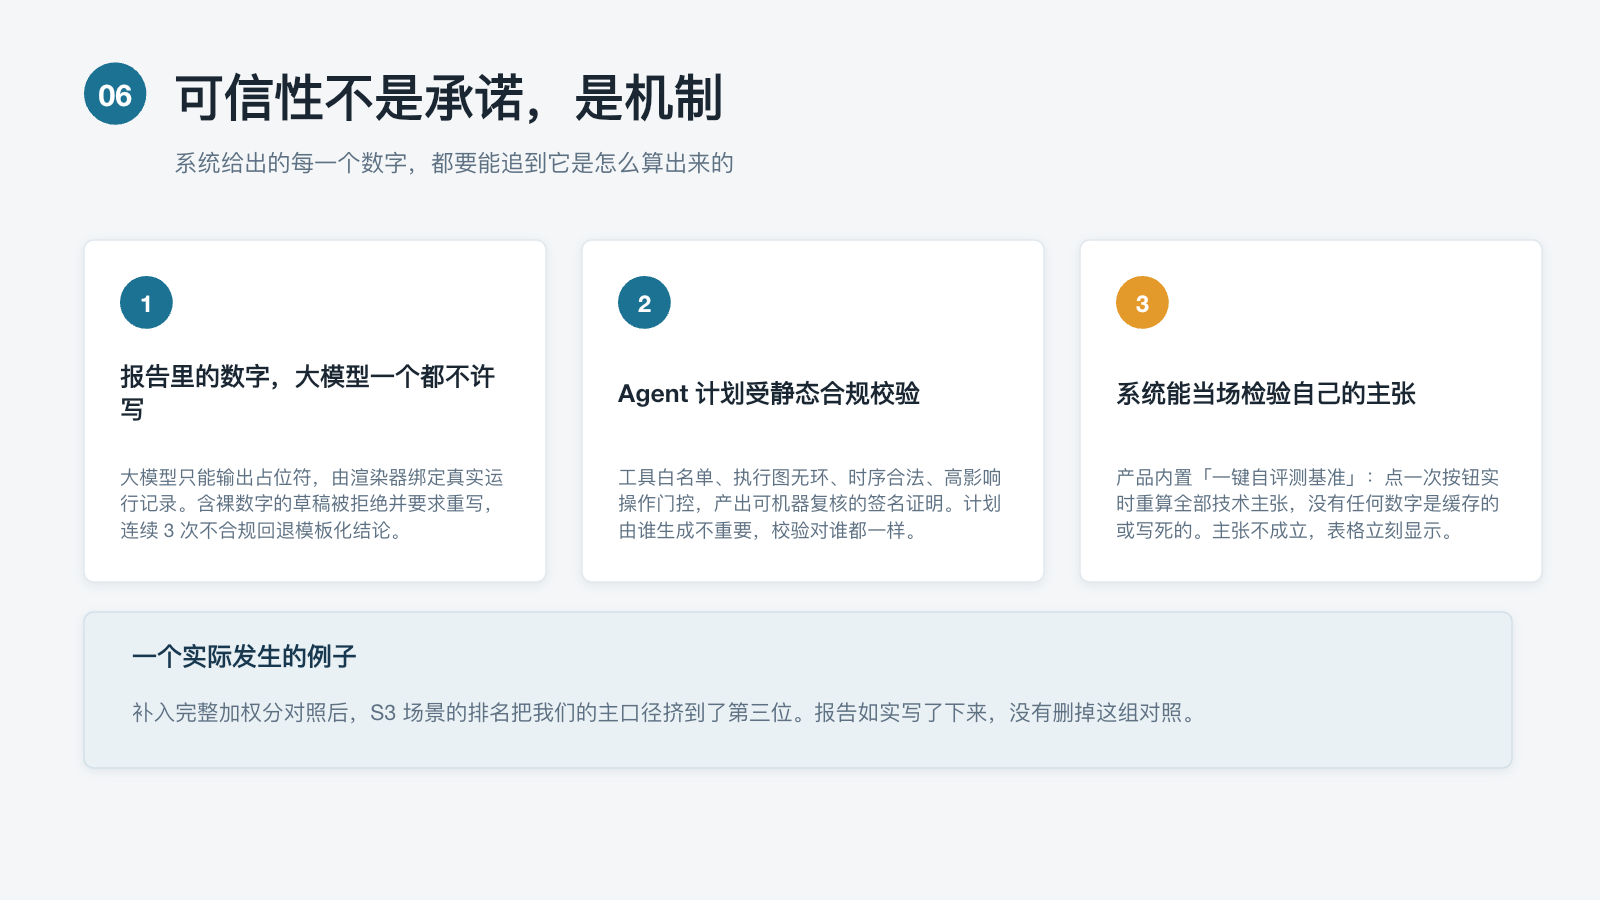 06
可信性不是承诺，是机制
系统给出的每一个数字，都要能追到它是怎么算出来的
1
报告里的数字，大模型一个都不许
写
大模型只能输出占位符，由渲染器绑定真实运
行记录。含裸数字的草稿被拒绝并要求重写，
连续 3 次不合规回退模板化结论。
2
Agent 计划受静态合规校验
工具白名单、执行图无环、时序合法、高影响
操作门控，产出可机器复核的签名证明。计划
由谁生成不重要，校验对谁都一样。
3
系统能当场检验自己的主张
产品内置「一键自评测基准」：点一次按钮实
时重算全部技术主张，没有任何数字是缓存的
或写死的。主张不成立，表格立刻显示。
一个实际发生的例子
补入完整加权分对照后，S3 场景的排名把我们的主口径挤到了第三位。报告如实写了下来，没有删掉这组对照。